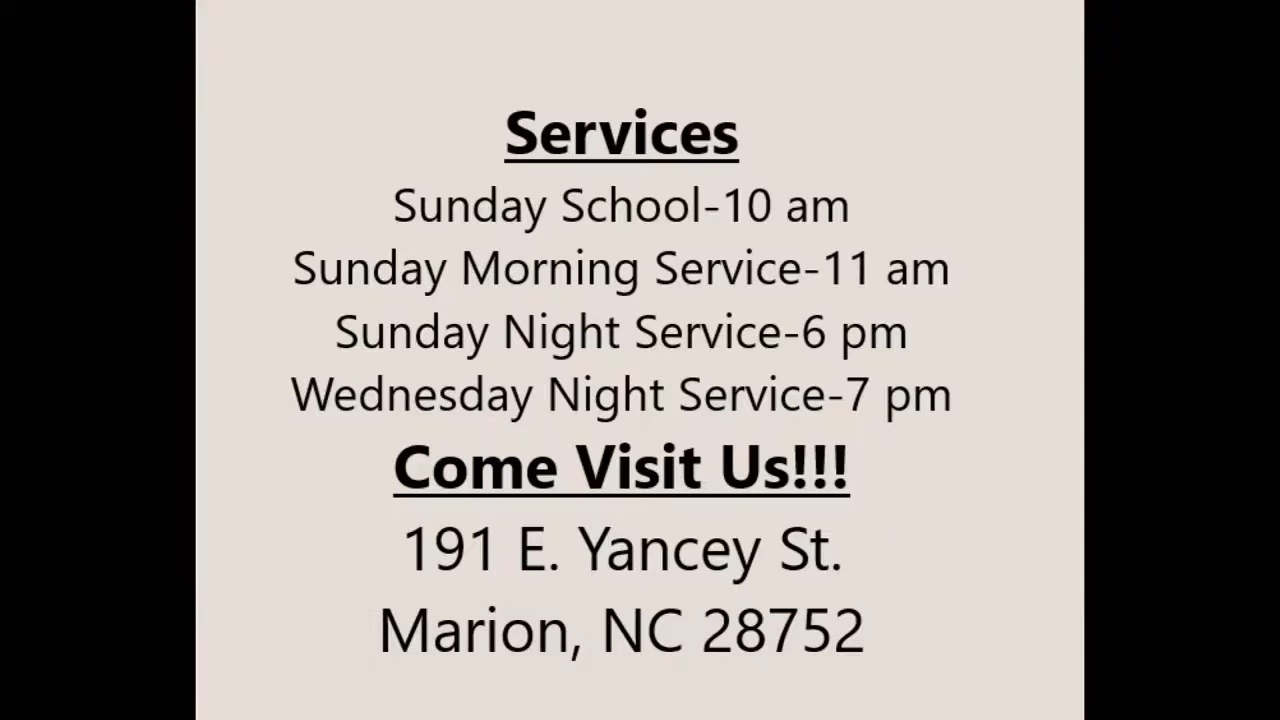 Services
Sunday School-10 am
Sunday Morning Service-11 am
Sunday Night Service-6 pm
Wednesday Night Service-7 pm
Come Visit Us!!!
191 E. Yancey St.
Marion, NC 28752